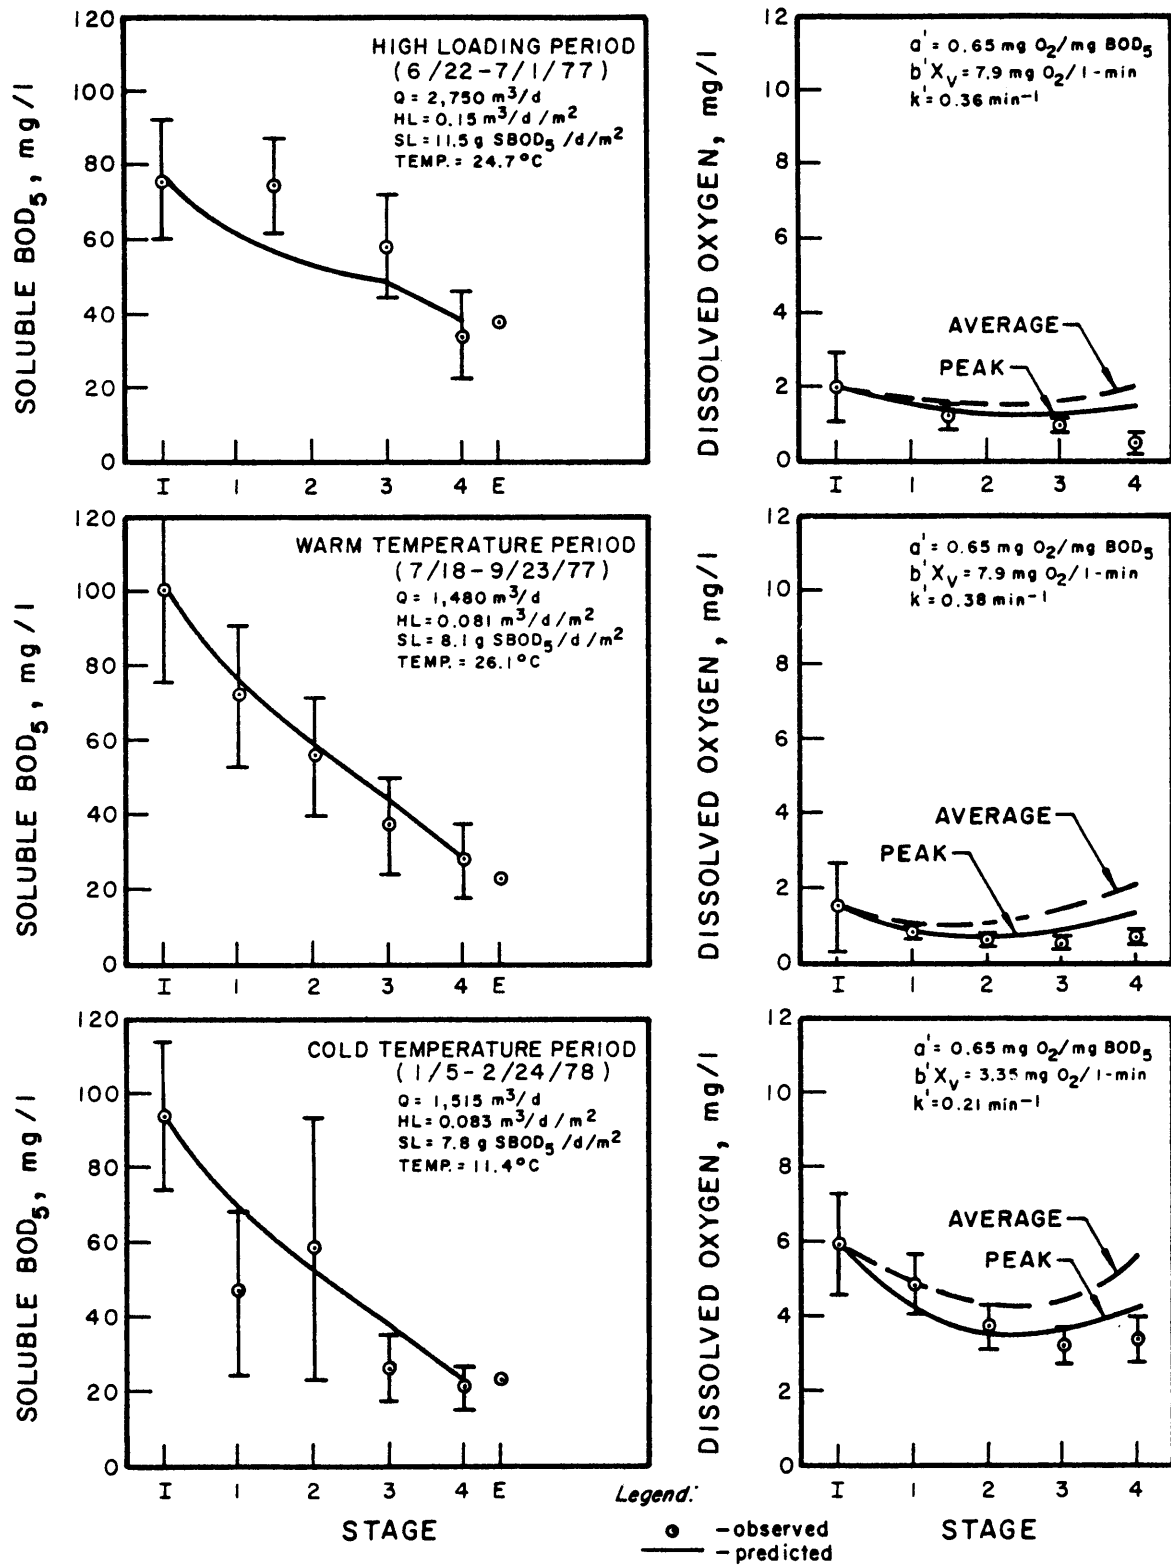 SOLUBLE BOD5, mg/l
120
100
80
60
40
20
0
HIGH LOADING PERIOD
(6/22-7/1/77)
Q = 2,750 m³/d
HL = 0.15 m³/d/m²
SL = 11.5 g SBOD5/d/m²
TEMP. = 24.7°C
I 1 2 3 4 E
DISSOLVED OXYGEN, mg/l
12
10
8
6
4
2
0
a' = 0.65 mg O2/mg BOD5
b'Xv = 7.9 mg O2/l-min
k' = 0.36 min⁻¹
AVERAGE
PEAK
I 1 2 3 4
SOLUBLE BOD5, mg/l
120
100
80
60
40
20
0
WARM TEMPERATURE PERIOD
(7/18-9/23/77)
Q = 1,480 m³/d
HL = 0.081 m³/d/m²
SL = 8.1 g SBOD5/d/m²
TEMP. = 26.1°C
I 1 2 3 4 E
DISSOLVED OXYGEN, mg/l
12
10
8
6
4
2
0
a' = 0.65 mg O2/mg BOD5
b'Xv = 7.9 mg O2/l-min
k' = 0.38 min⁻¹
AVERAGE
PEAK
I 1 2 3 4
SOLUBLE BOD5, mg/l
120
100
80
60
40
20
0
COLD TEMPERATURE PERIOD
(1/5-2/24/78)
Q = 1,515 m³/d
HL = 0.083 m³/d/m²
SL = 7.8 g SBOD5/d/m²
TEMP. = 11.4°C
I 1 2 3 4 E
STAGE
DISSOLVED OXYGEN, mg/l
12
10
8
6
4
2
0
a' = 0.65 mg O2/mg BOD5
b'Xv = 3.35 mg O2/l-min
k' = 0.21 min⁻¹
AVERAGE
PEAK
I 1 2 3 4
STAGE
Legend:
-observed
-predicted